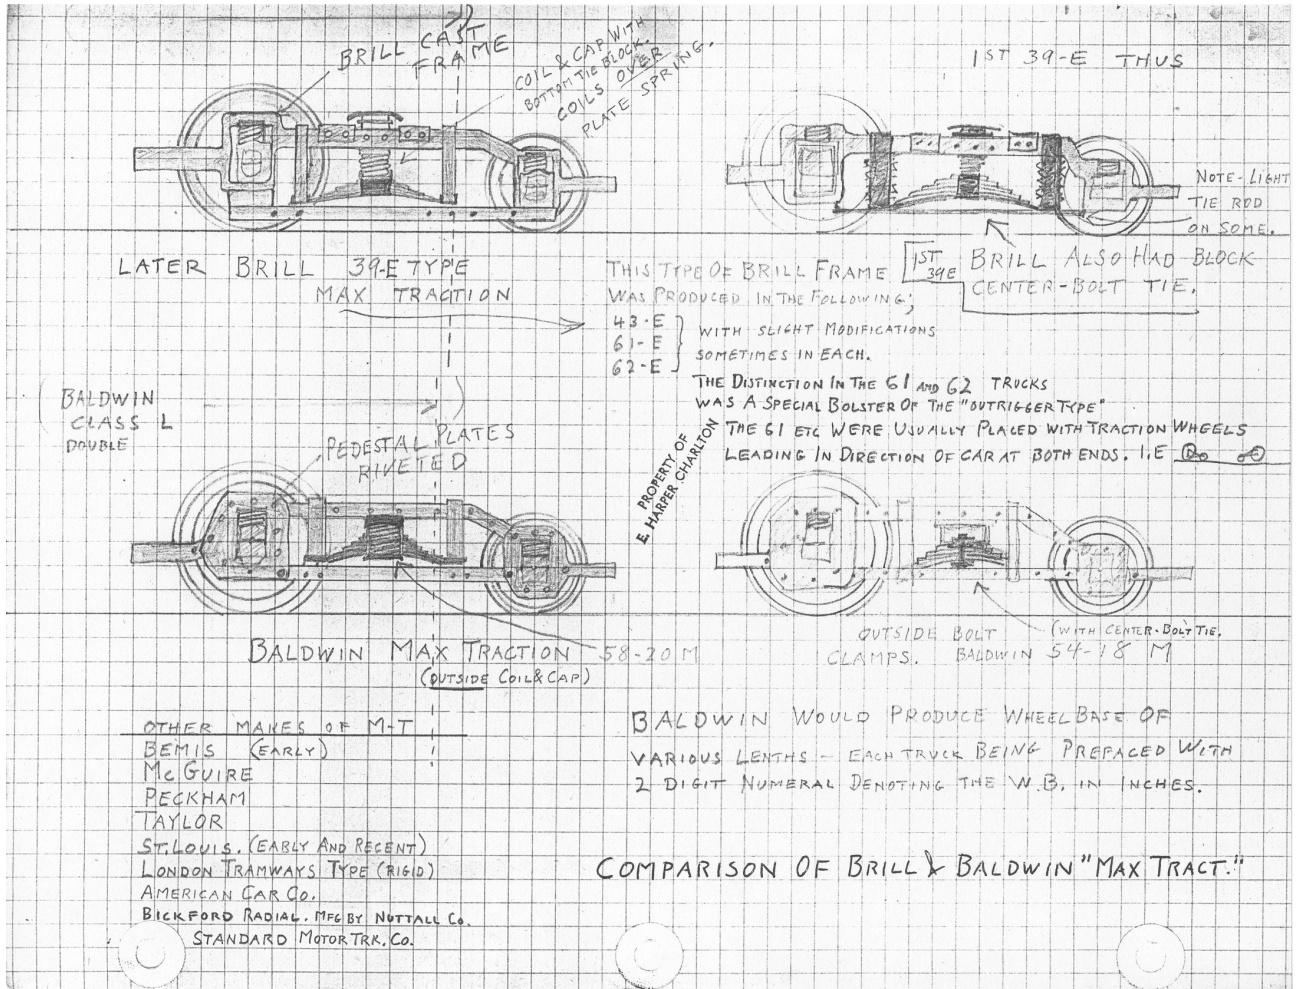 BRILL CAST
FRAME
COIL & CAP WITH
BOTTOM TIE BLOCK.
COILS OVER
PLATE SPRING.
1ST 39-E THUS
NOTE-LIGHT
TIE ROD
ON SOME.
LATER BRILL 39-E TYPE
MAX TRACTION
THIS TYPE OF BRILL FRAME
WAS PRODUCED IN THE FOLLOWING;
43-E
61-E
62-E
WITH SLIGHT MODIFICATIONS
SOMETIMES IN EACH.
1ST
39E
BRILL ALSO HAD BLOCK
CENTER-BOLT TIE.
THE DISTINCTION IN THE 61 AND 62 TRUCKS
WAS A SPECIAL BOLSTER OF THE "OUTRIGGER TYPE"
THE 61 ETC WERE USUALLY PLACED WITH TRACTION WHEELS
LEADING IN DIRECTION OF CAR AT BOTH ENDS. I.E
BALDWIN
CLASS L
DOUBLE
PEDESTAL PLATES
RIVETED
PROPERTY OF
E. HARPER CHARLTON
BALDWIN MAX TRACTION 58-20 M
(OUTSIDE COIL & CAP)
OUTSIDE BOLT
CLAMPS.
(WITH CENTER-BOLT TIE.
BALDWIN 54-18 M
OTHER MAKES OF M-T
BEMIS (EARLY)
McGUIRE
PECKHAM
TAYLOR
ST. LOUIS. (EARLY AND RECENT)
LONDON TRAMWAYS TYPE (RIGID)
AMERICAN CAR CO.
BICKFORD RADIAL. MFG BY NUTTALL CO.
STANDARD MOTOR TRK. CO.
BALDWIN WOULD PRODUCE WHEELBASE OF
VARIOUS LENTHS - EACH TRUCK BEING PREFACED WITH
2 DIGIT NUMERAL DENOTING THE W.B. IN INCHES.
COMPARISON OF BRILL & BALDWIN "MAX TRACT."